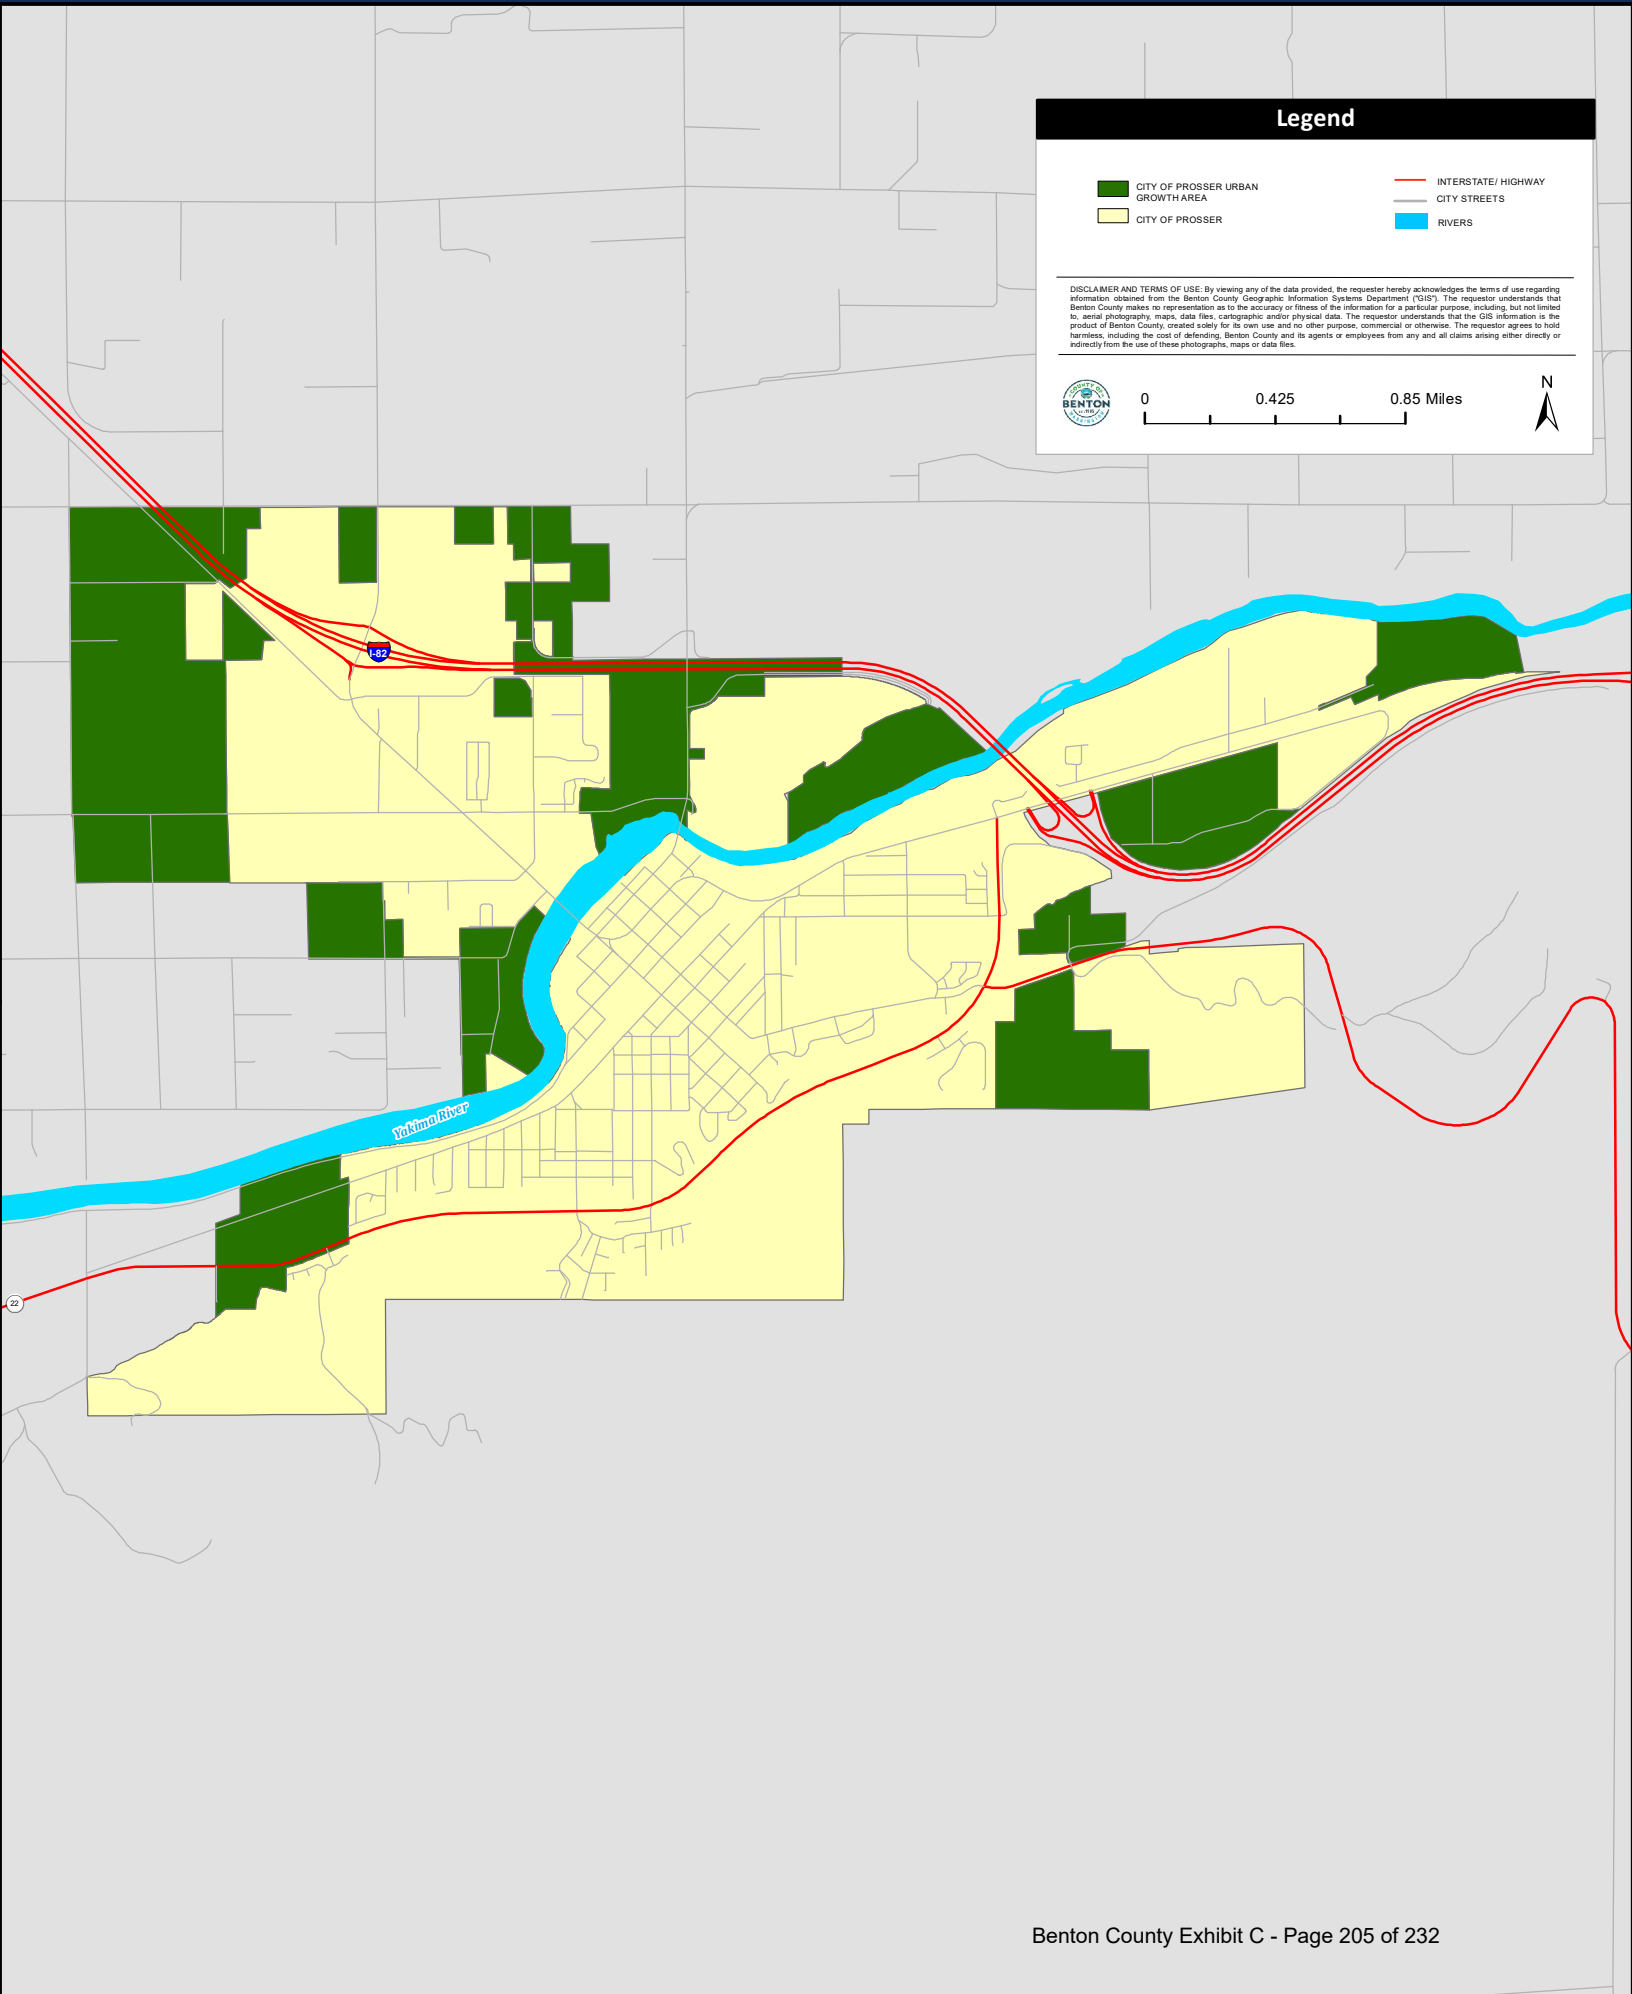 Legend
CITY OF PROSSER URBAN
GROWTH AREA
CITY OF PROSSER
INTERSTATE/ HIGHWAY
CITY STREETS
RIVERS
DISCLAIMER AND TERMS OF USE: By viewing any of the data provided, the requester hereby acknowledges the terms of use regarding
information obtained from the Benton County Geographic Information Systems Department ("GIS"). The requestor understands that
Benton County makes no representation as to the accuracy or fitness of the information for a particular purpose, including, but not limited
to, aerial photography, maps, data files, cartographic and/or physical data. The requestor understands that the GIS information is the
product of Benton County, created solely for its own use and no other purpose, commercial or otherwise. The requestor agrees to hold
harmless, including the cost of defending, Benton County and its agents or employees from any and all claims arising either directly or
indirectly from the use of these photographs, maps or data files.
COUNTY OF
BENTON
WASHINGTON
0 0.425 0.85 Miles
N
I-82
Yakima River
22
Benton County Exhibit C - Page 205 of 232